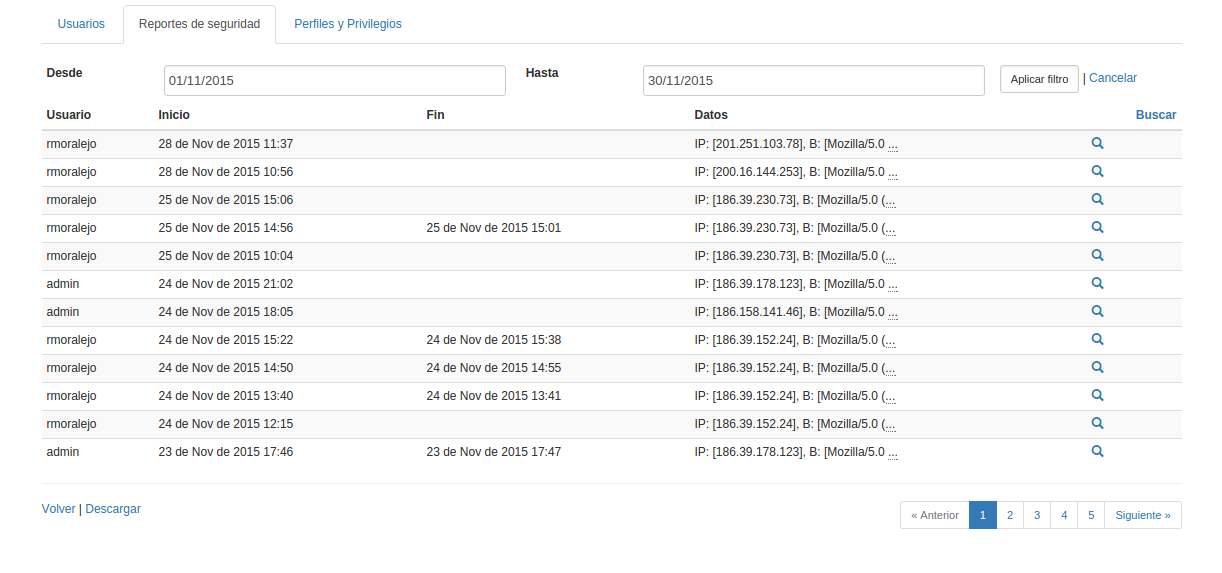 Usuarios Reportes de seguridad Perfiles y Privilegios
Desde 01/11/2015 Hasta 30/11/2015 Aplicar filtro | Cancelar
Usuario Inicio Fin Datos Buscar
rmoralejo 28 de Nov de 2015 11:37 IP: [201.251.103.78], B: [Mozilla/5.0 ...
rmoralejo 28 de Nov de 2015 10:56 IP: [200.16.144.253], B: [Mozilla/5.0 ...
rmoralejo 25 de Nov de 2015 15:06 IP: [186.39.230.73], B: [Mozilla/5.0 (...
rmoralejo 25 de Nov de 2015 14:56 25 de Nov de 2015 15:01 IP: [186.39.230.73], B: [Mozilla/5.0 (...
rmoralejo 25 de Nov de 2015 10:04 IP: [186.39.230.73], B: [Mozilla/5.0 (...
admin 24 de Nov de 2015 21:02 IP: [186.39.178.123], B: [Mozilla/5.0 ...
admin 24 de Nov de 2015 18:05 IP: [186.158.141.46], B: [Mozilla/5.0 ...
rmoralejo 24 de Nov de 2015 15:22 24 de Nov de 2015 15:38 IP: [186.39.152.24], B: [Mozilla/5.0 (...
rmoralejo 24 de Nov de 2015 14:50 24 de Nov de 2015 14:55 IP: [186.39.152.24], B: [Mozilla/5.0 (...
rmoralejo 24 de Nov de 2015 13:40 24 de Nov de 2015 13:41 IP: [186.39.152.24], B: [Mozilla/5.0 (...
rmoralejo 24 de Nov de 2015 12:15 IP: [186.39.152.24], B: [Mozilla/5.0 (...
admin 23 de Nov de 2015 17:46 23 de Nov de 2015 17:47 IP: [186.39.178.123], B: [Mozilla/5.0 ...
Volver | Descargar « Anterior 1 2 3 4 5 Siguiente »